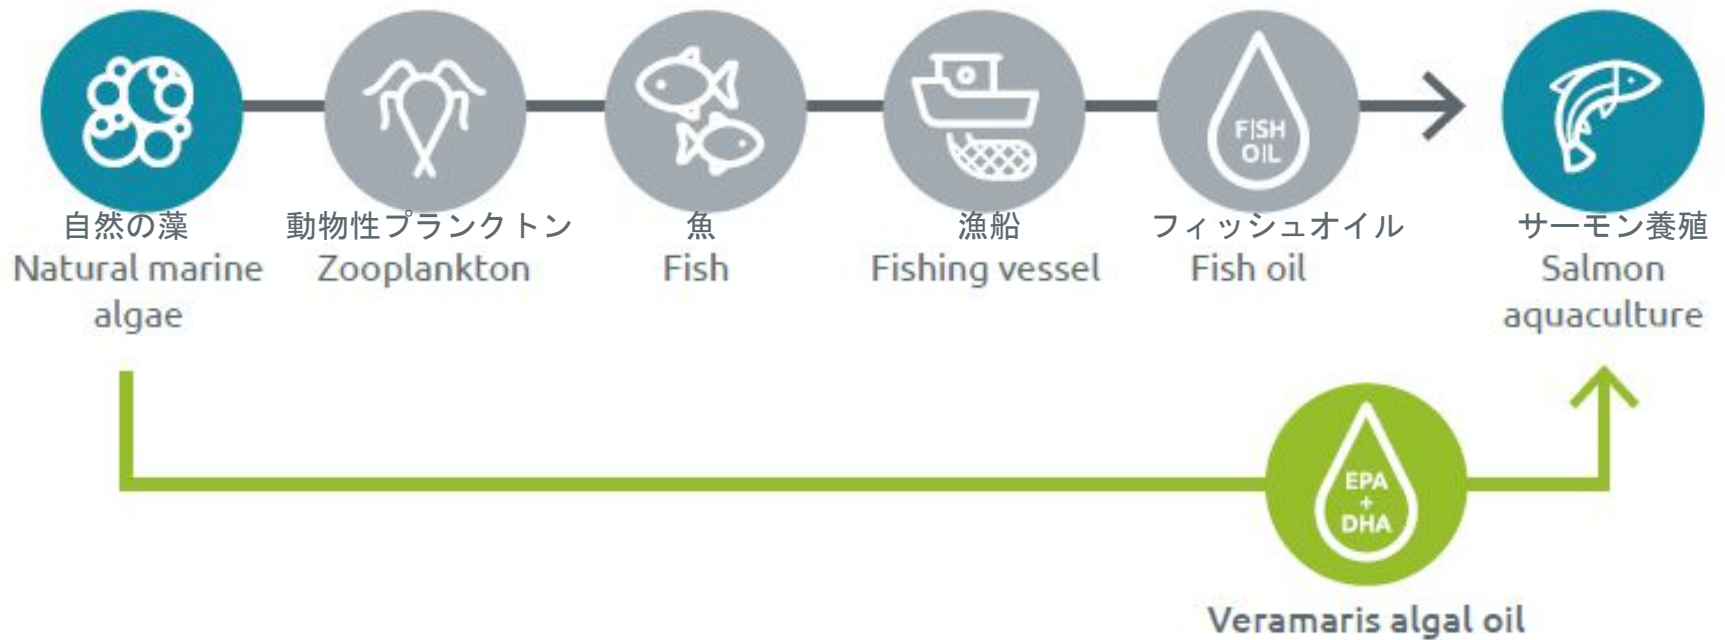 FISH
OIL
自然の藻
Natural marine
algae
動物性プランクトン
Zooplankton
魚
Fish
漁船
Fishing vessel
フィッシュオイル
Fish oil
サーモン養殖
Salmon
aquaculture
EPA
+
DHA
Veramaris algal oil